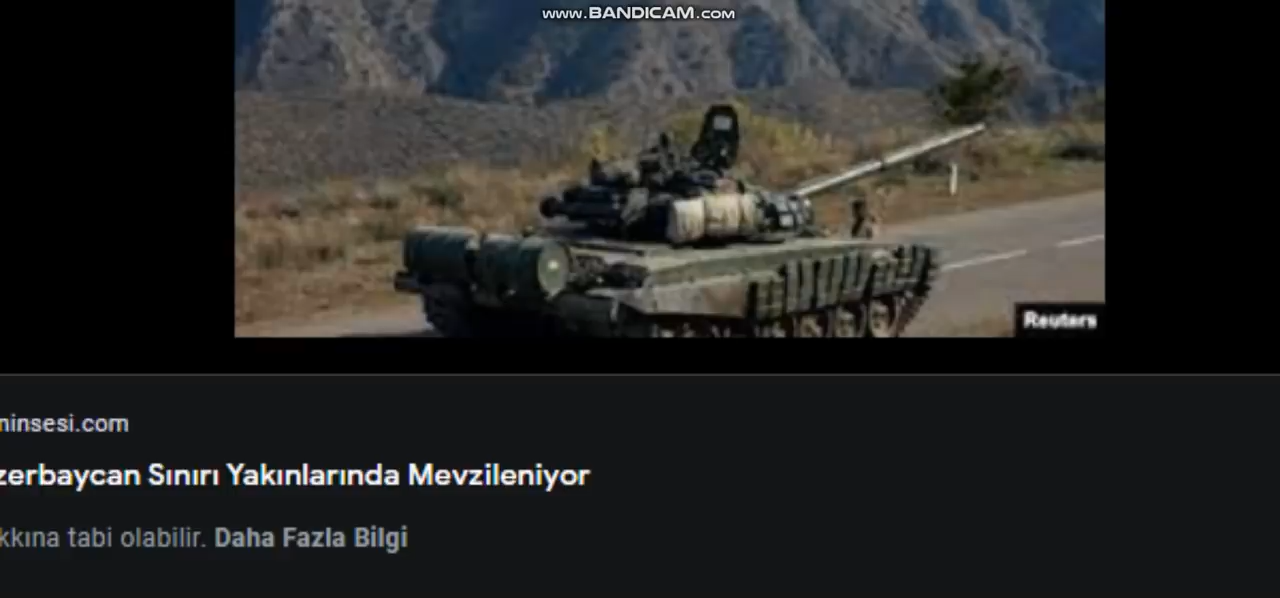 www.BANDICAM.com
Reuters
ninsesi.com
zerbaycan Sınırı Yakınlarında Mevzileniyor
kkına tabi olabilir. Daha Fazla Bilgi